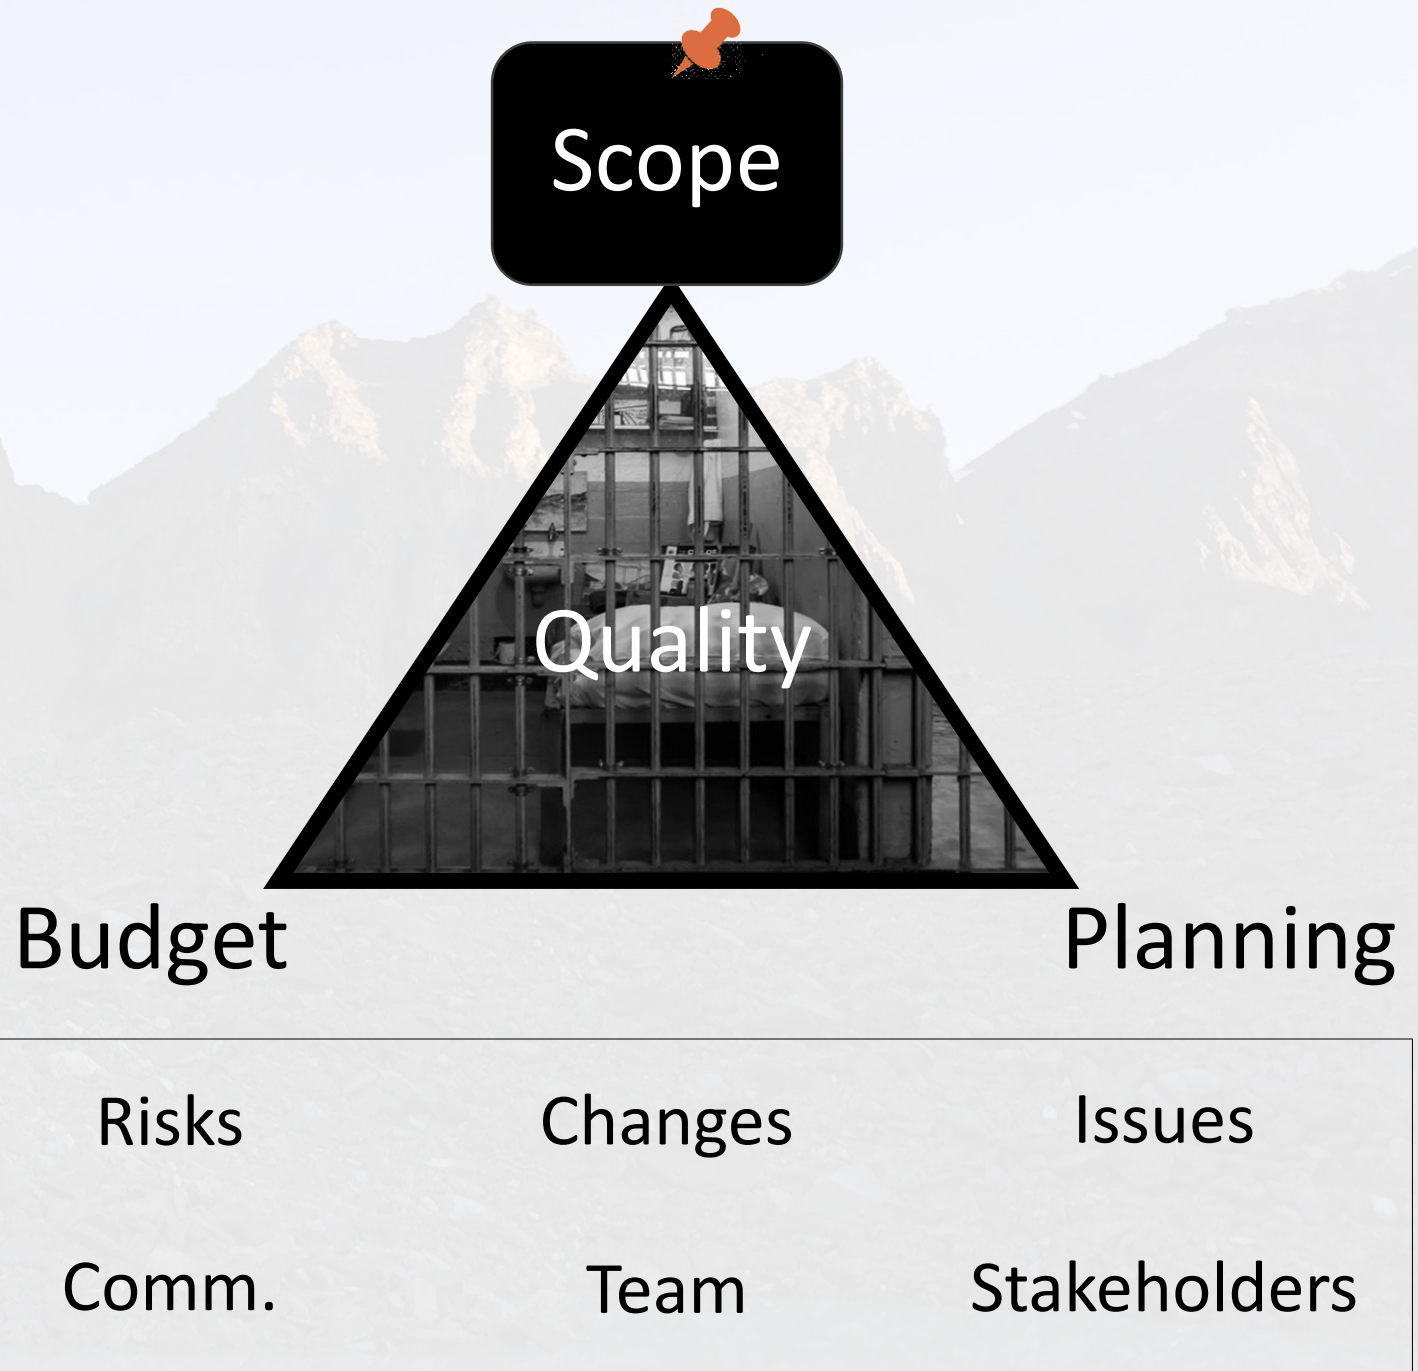 Scope
Quality
Budget Planning
Risks Changes Issues
Comm. Team Stakeholders